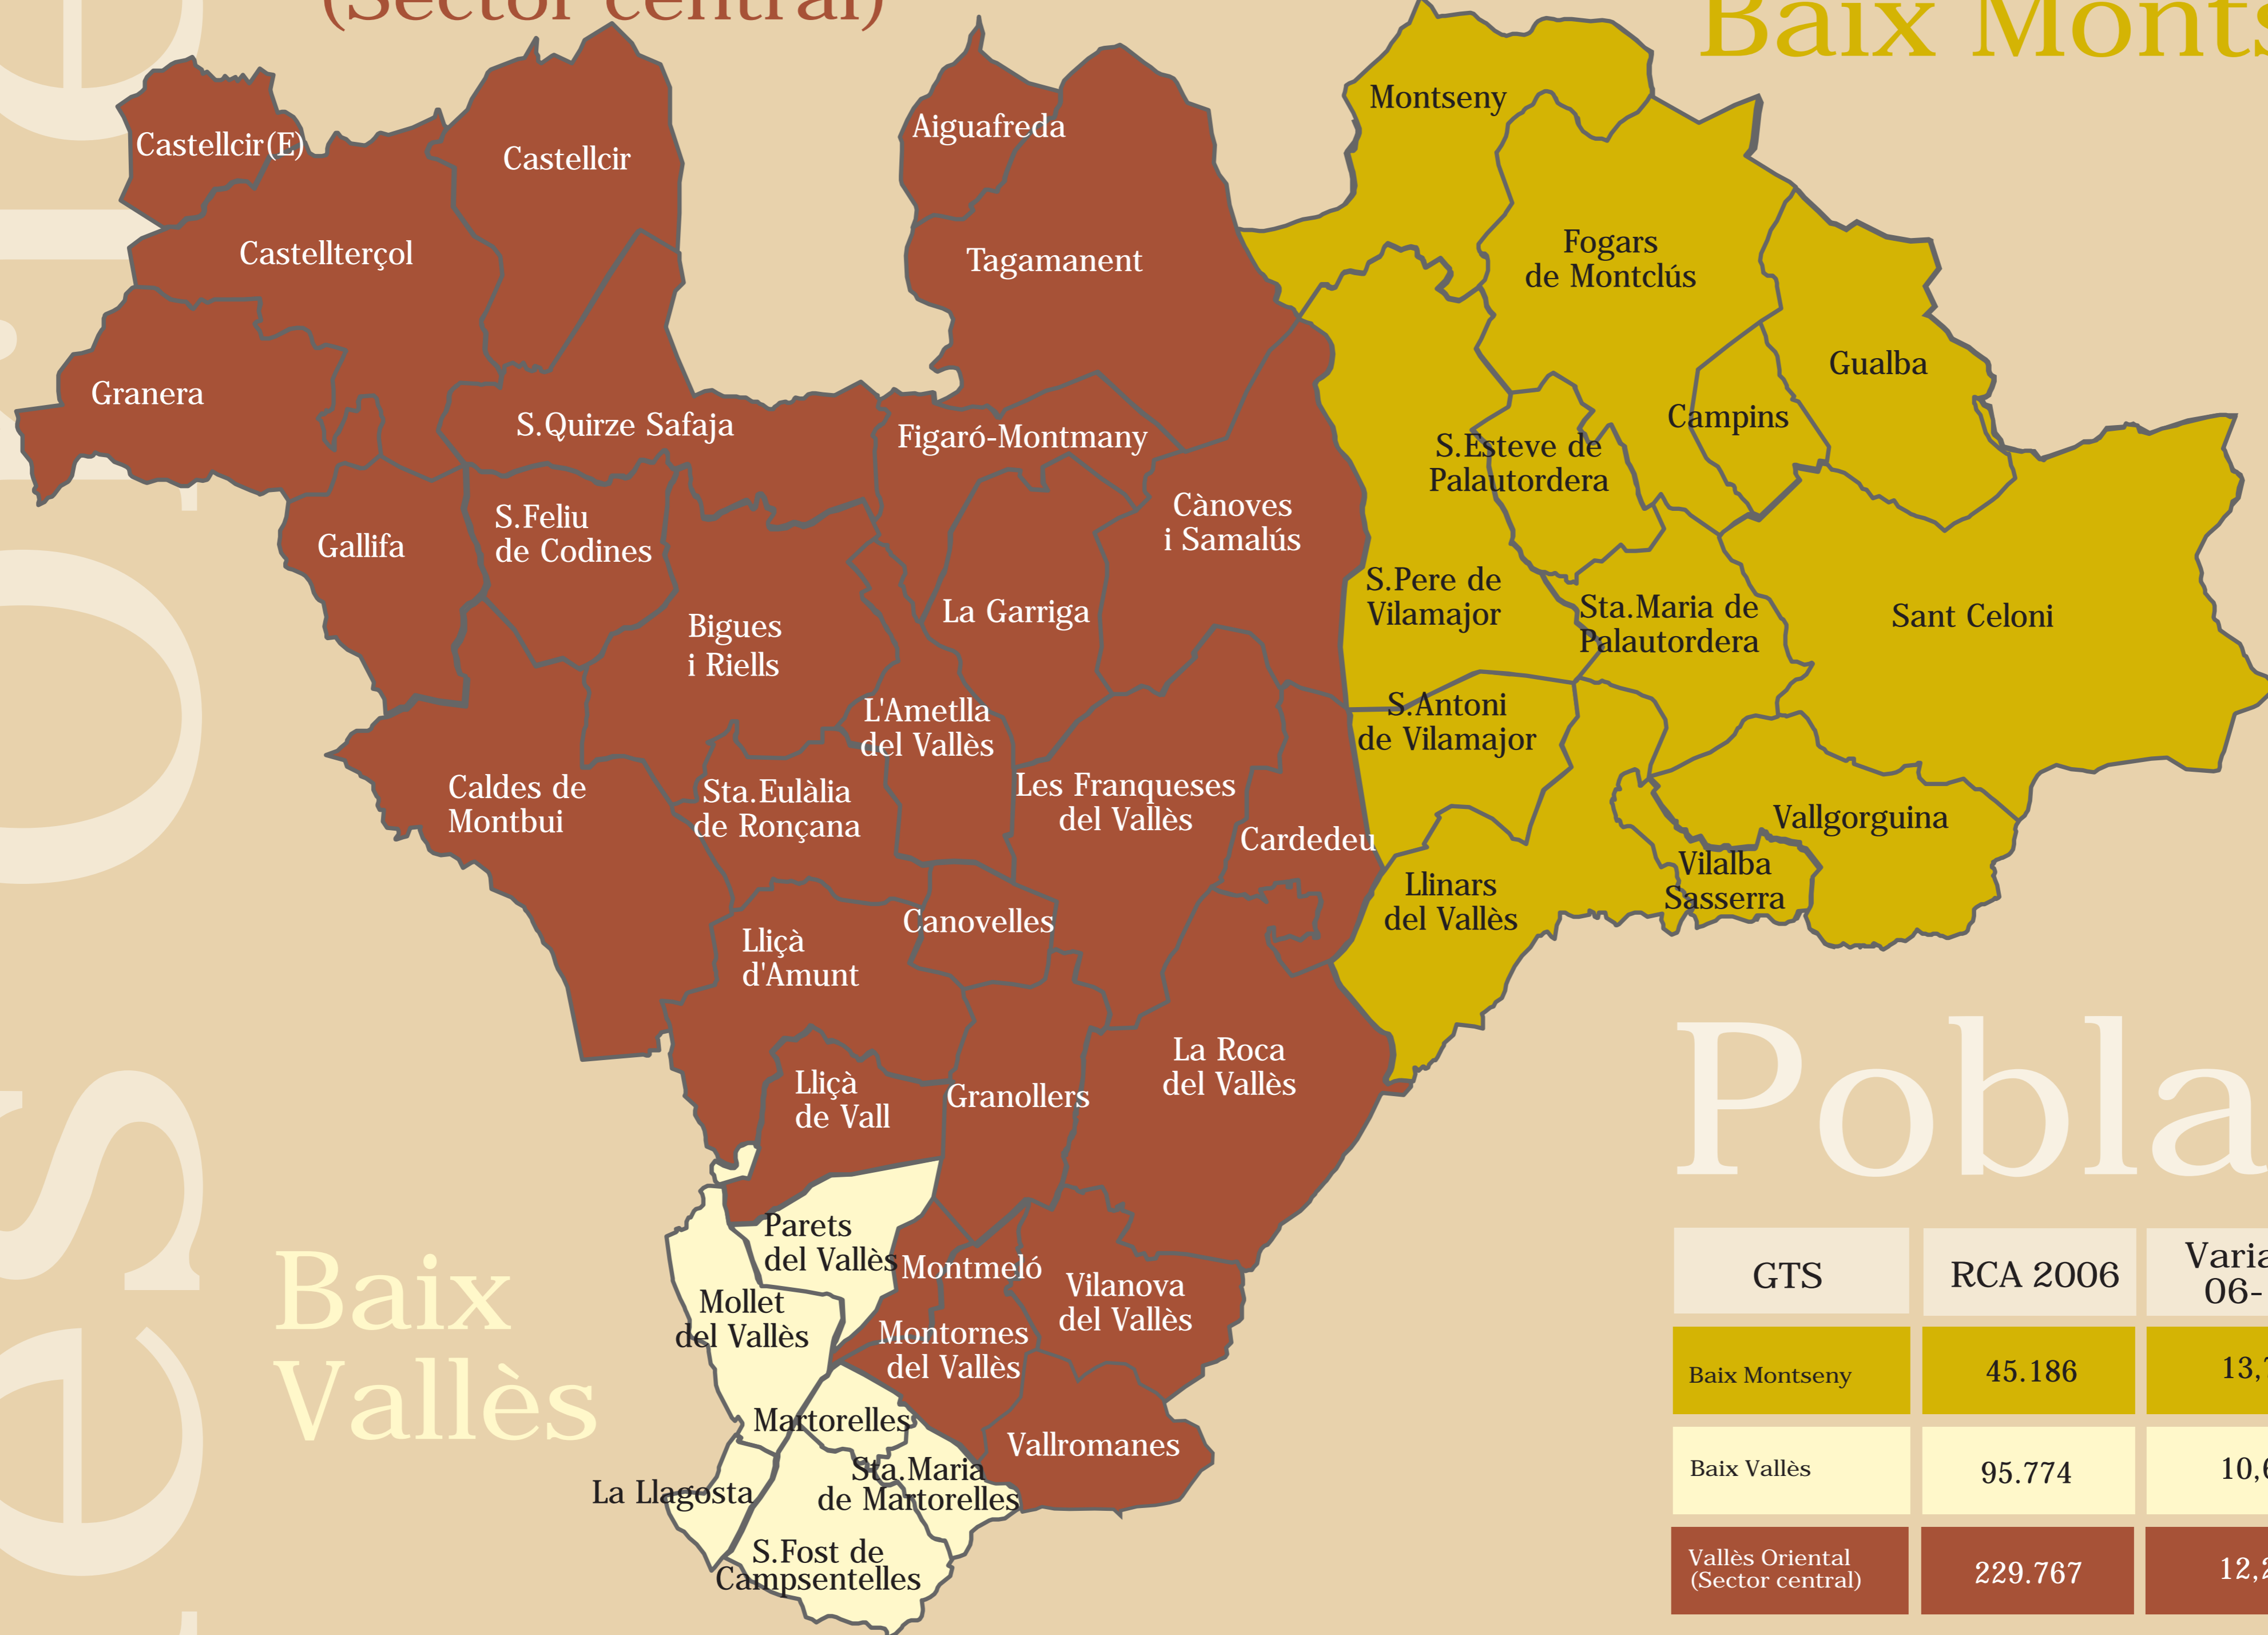 (Sector central)
Baix Monts
Castellcir(E)
Castellcir
Aiguafreda
Montseny
Castellterçol
Tagamanent
Fogars
de Montclús
Granera
S.Quirze Safaja
Figaró-Montmany
Gualba
Campins
S.Esteve de
Palautordera
Gallifa
S.Feliu
de Codines
Cànoves
i Samalús
Bigues
i Riells
La Garriga
S.Pere de
Vilamajor
Sta.Maria de
Palautordera
Sant Celoni
L'Ametlla
del Vallès
S.Antoni
de Vilamajor
Caldes de
Montbui
Sta.Eulàlia
de Ronçana
Les Franqueses
del Vallès
Cardedeu
Vallgorguina
Vilalba
Sasserra
Llinars
del Vallès
Canovelles
Lliçà
d'Amunt
La Roca
del Vallès
Lliçà
de Vall
Granollers
Parets
del Vallès
Montmeló
Vilanova
del Vallès
Mollet
del Vallès
Montornes
del Vallès
Martorelles
Vallromanes
La Llagosta
Sta.Maria
de Martorelles
S.Fost de
Campsentelles
Baix
Vallès
Pobla
GTS RCA 2006 Varia
06-
Baix Montseny 45.186 13,
Baix Vallès 95.774 10,6
Vallès Oriental
(Sector central) 229.767 12,2